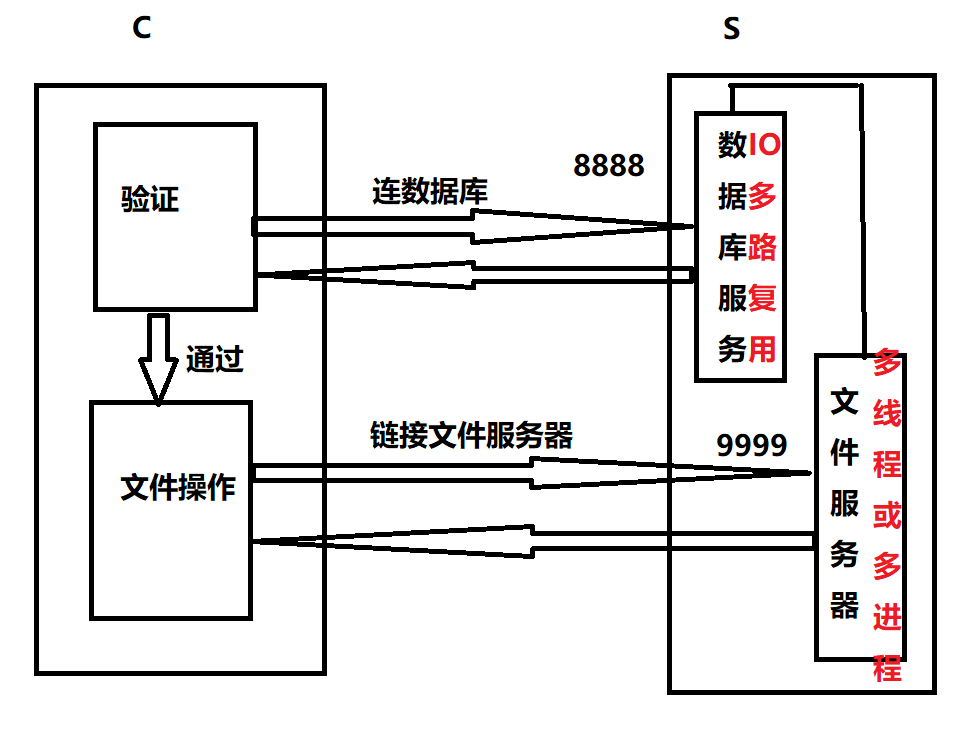 C
S
验证
连数据库
8888
数据库服务
IO多路复用
通过
文件操作
链接文件服务器
9999
文件服务器
多线程或多进程